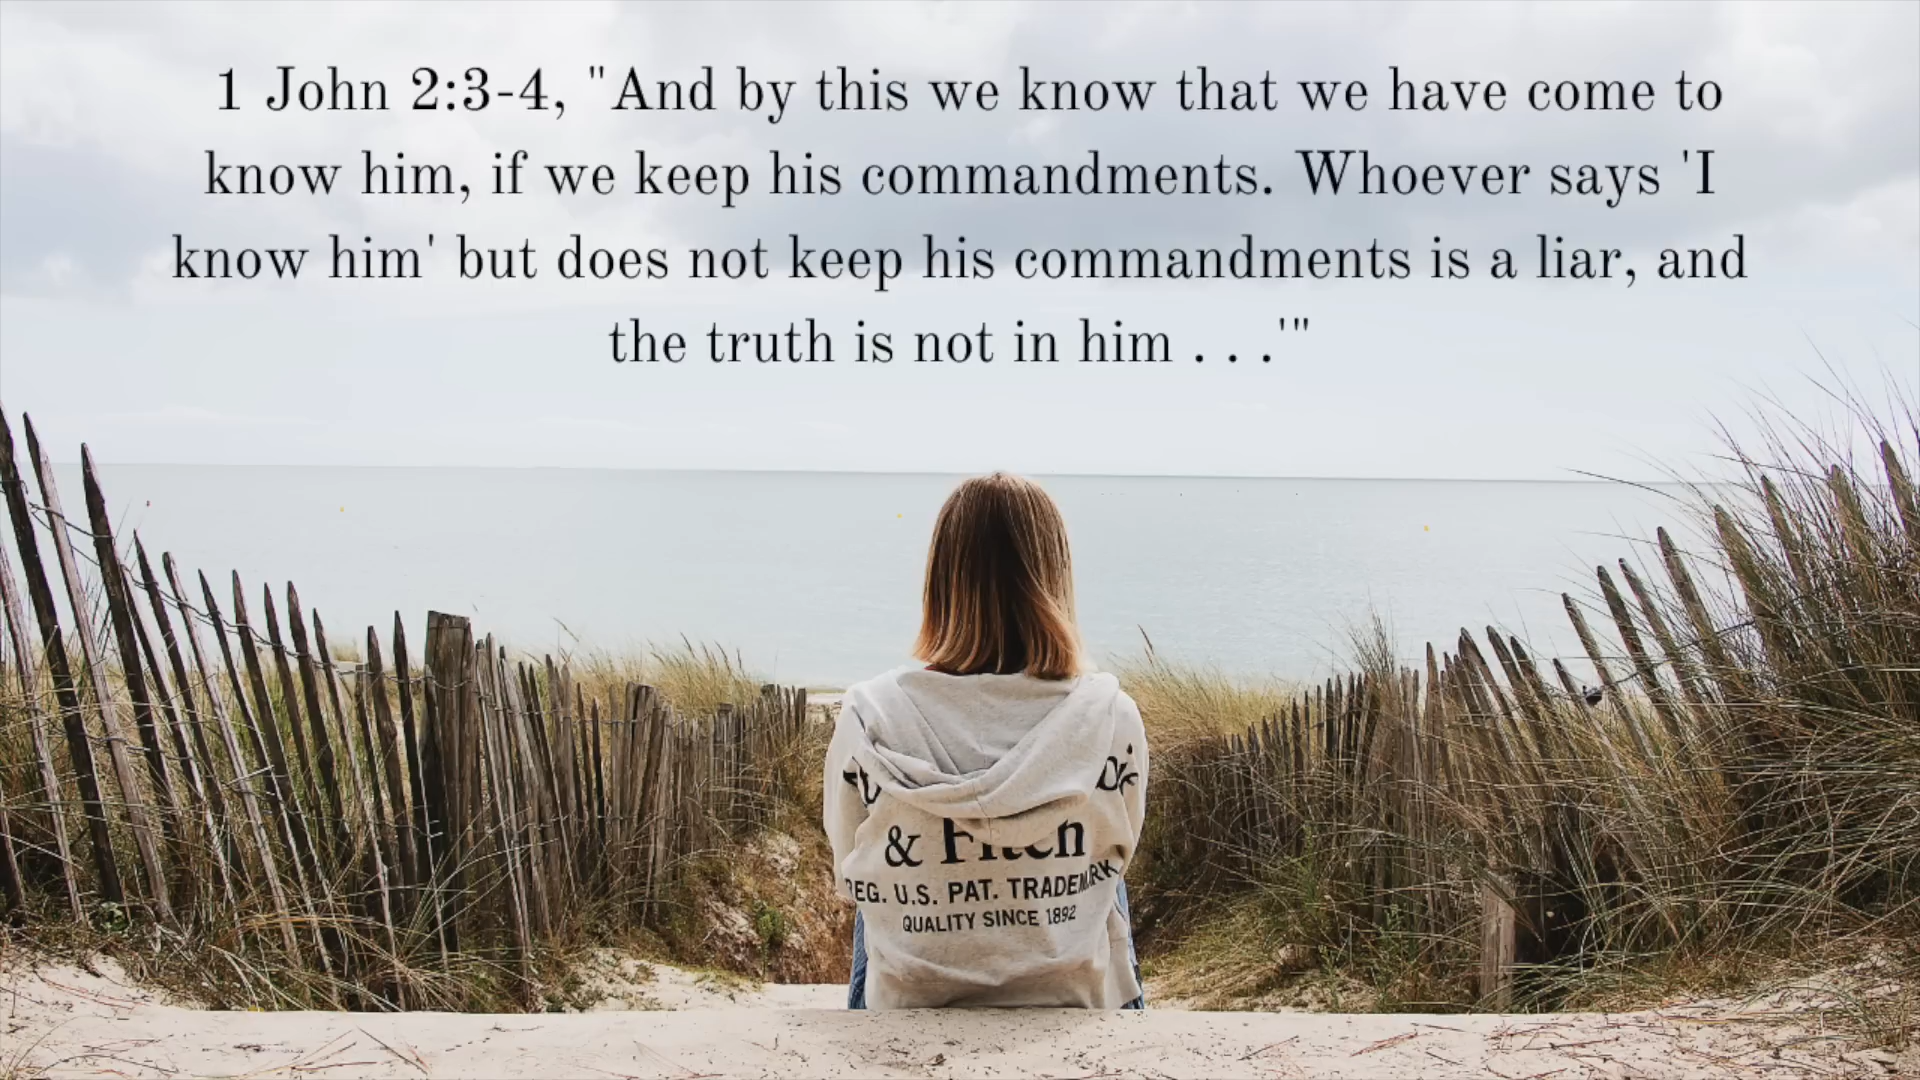 1 John 2:3-4, "And by this we know that we have come to
know him, if we keep his commandments. Whoever says 'I
know him' but does not keep his commandments is a liar, and
the truth is not in him . . .'"
& Fitch
REG. U.S. PAT. TRADEMARK
QUALITY SINCE 1892